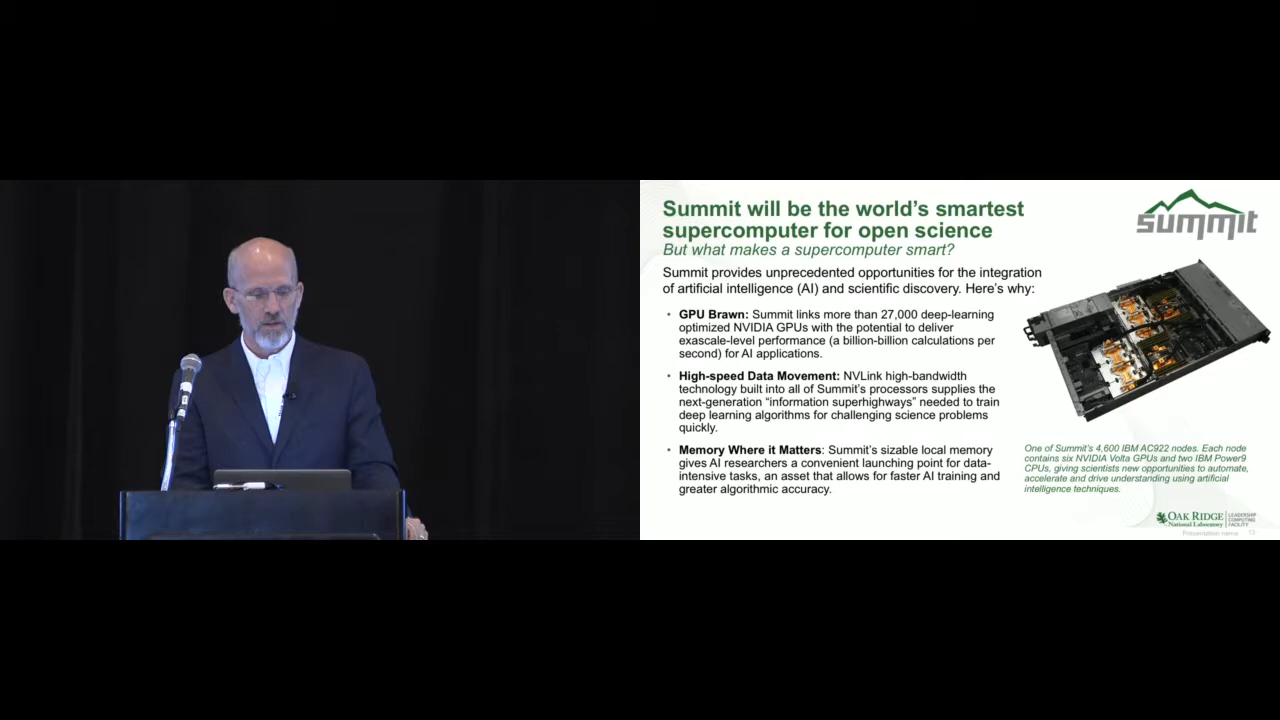 Summit will be the world's smartest
supercomputer for open science
But what makes a supercomputer smart?
summit
Summit provides unprecedented opportunities for the integration
of artificial intelligence (AI) and scientific discovery. Here's why:
• GPU Brawn: Summit links more than 27,000 deep-learning
optimized NVIDIA GPUs with the potential to deliver
exascale-level performance (a billion-billion calculations per
second) for AI applications.
• High-speed Data Movement: NVLink high-bandwidth
technology built into all of Summit's processors supplies the
next-generation “information superhighways” needed to train
deep learning algorithms for challenging science problems
quickly.
• Memory Where it Matters: Summit's sizable local memory
gives AI researchers a convenient launching point for data-
intensive tasks, an asset that allows for faster AI training and
greater algorithmic accuracy.
One of Summit's 4,600 IBM AC922 nodes. Each node
contains six NVIDIA Volta GPUs and two IBM Power9
CPUs, giving scientists new opportunities to automate,
accelerate and drive understanding using artificial
intelligence techniques.
OAK RIDGE
National Laboratory
LEADERSHIP
COMPUTING
FACILITY
Presentation name 13